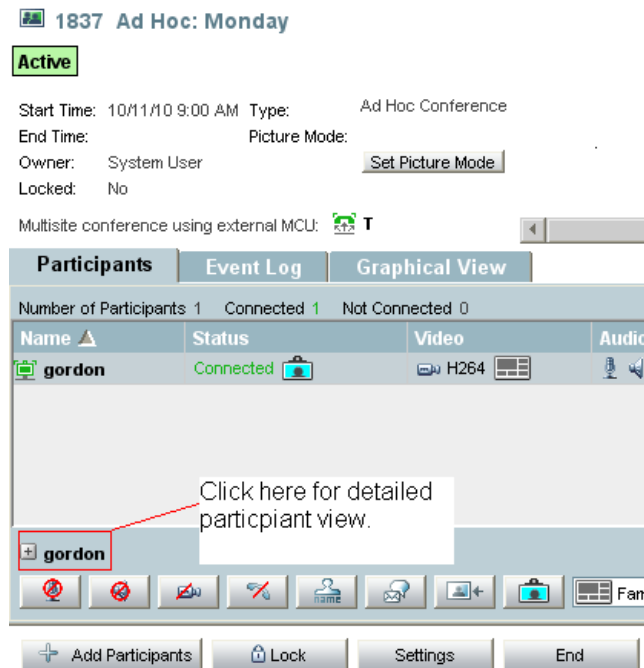 1837 Ad Hoc: Monday
Active
Start Time: 10/11/10 9:00 AM Type: Ad Hoc Conference
End Time: Picture Mode:
Owner: System User Set Picture Mode
Locked: No
Multisite conference using external MCU: T
Participants Event Log Graphical View
Number of Participants 1 Connected 1 Not Connected 0
Name Status Video Audio
gordon Connected H264
Click here for detailed
particpiant view.
gordon
name Fam
Add Participants Lock Settings End